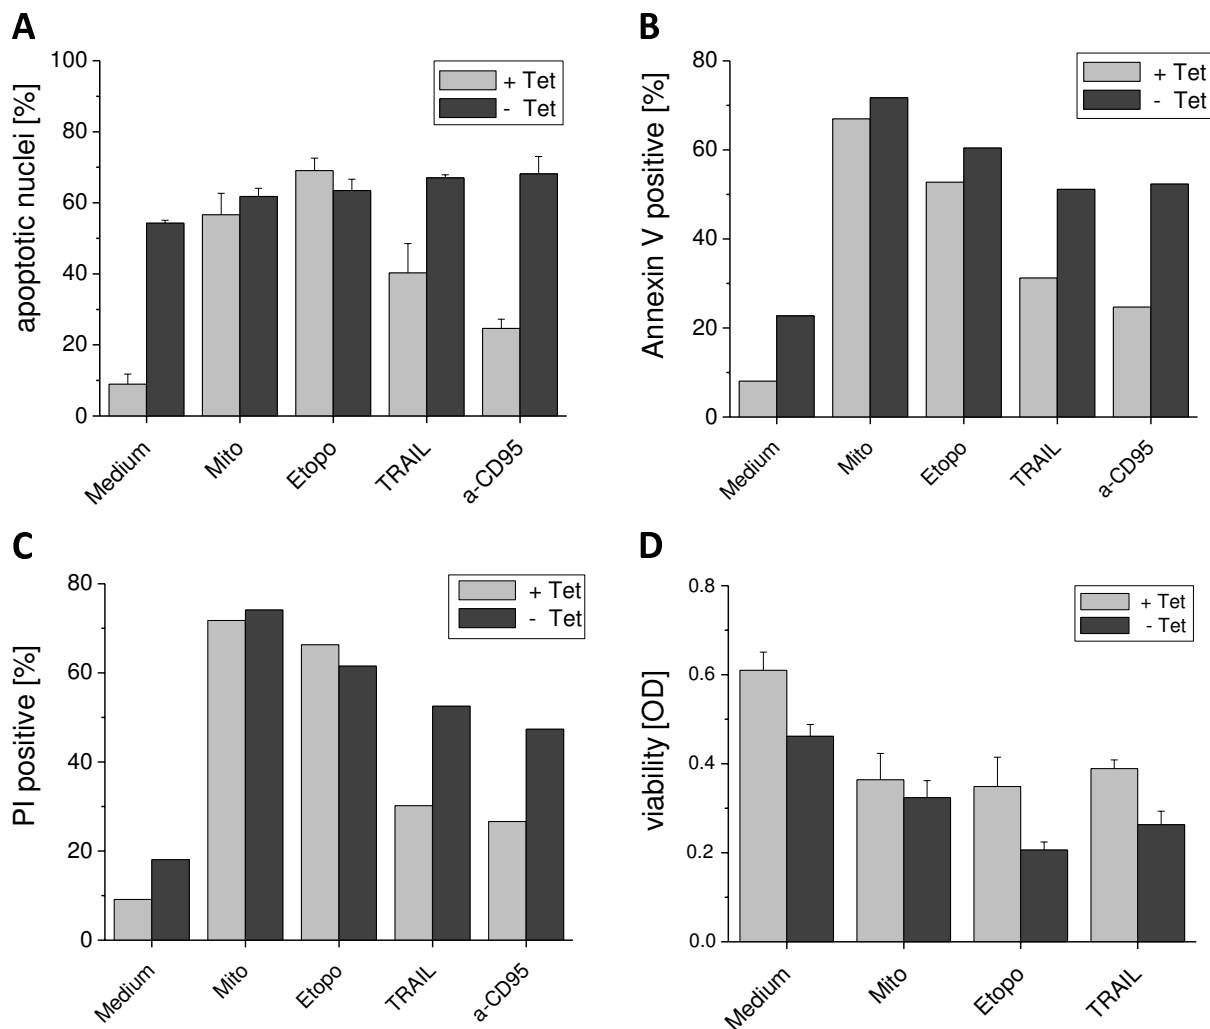 A
apoptotic nuclei [%]
100
80
60
40
20
0
+ Tet
- Tet
Medium
Mito
Etopo
TRAIL
a-CD95
B
Annexin V positive [%]
80
60
40
20
0
+ Tet
- Tet
Medium
Mito
Etopo
TRAIL
a-CD95
C
PI positive [%]
80
60
40
20
0
+ Tet
- Tet
Medium
Mito
Etopo
TRAIL
a-CD95
D
viability [OD]
0.8
0.6
0.4
0.2
0.0
+ Tet
- Tet
Medium
Mito
Etopo
TRAIL